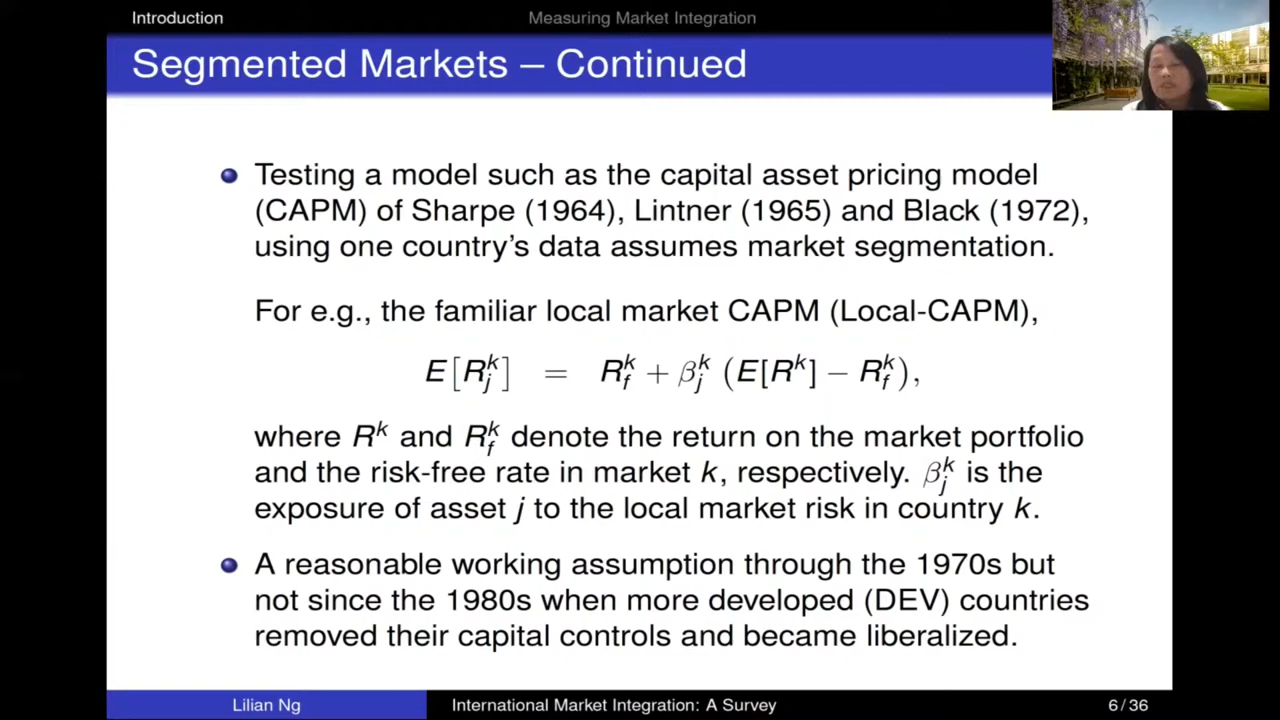 Introduction Measuring Market Integration
Segmented Markets – Continued
Testing a model such as the capital asset pricing model
(CAPM) of Sharpe (1964), Lintner (1965) and Black (1972),
using one country's data assumes market segmentation.
For e.g., the familiar local market CAPM (Local-CAPM),
E[R_j^k] = R_f^k + β_j^k (E[R^k] − R_f^k),
where R^k and R_f^k denote the return on the market portfolio
and the risk-free rate in market k, respectively. β_j^k is the
exposure of asset j to the local market risk in country k.
A reasonable working assumption through the 1970s but
not since the 1980s when more developed (DEV) countries
removed their capital controls and became liberalized.
Lilian Ng International Market Integration: A Survey 6 / 36